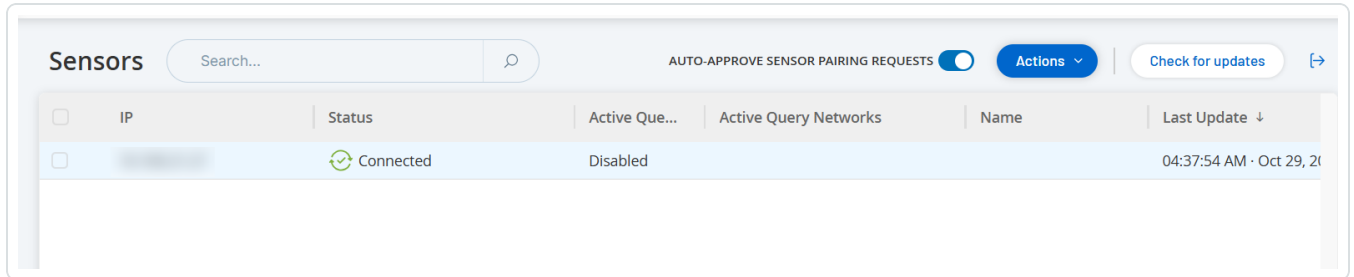 Sensors Search... AUTO-APPROVE SENSOR PAIRING REQUESTS Actions Check for updates
IP Status Active Que... Active Query Networks Name Last Update ↓
Connected Disabled 04:37:54 AM · Oct 29,